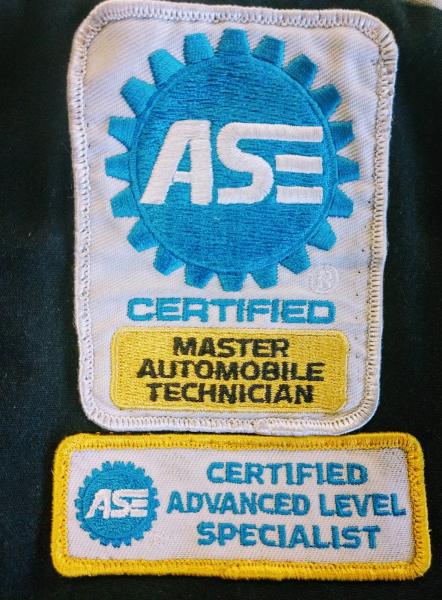 ASE
®
CERTIFIED
MASTER
AUTOMOBILE
TECHNICIAN
ASE
CERTIFIED
ADVANCED LEVEL
SPECIALIST